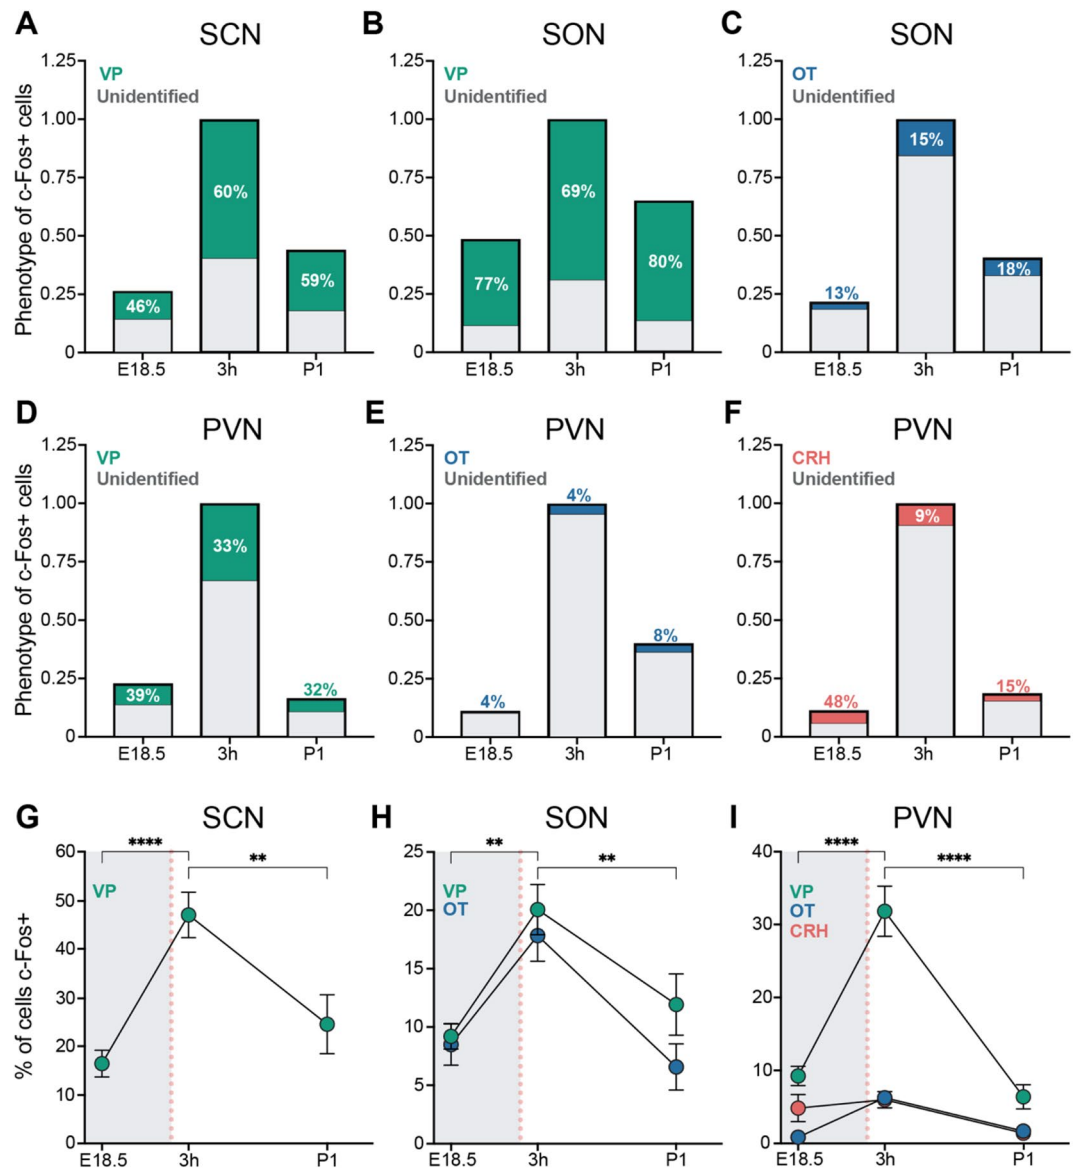 A
SCN
Phenotype of c-Fos+ cells
1.25
1.00
0.75
0.50
0.25
0
VP
Unidentified
46%
60%
59%
E18.5
3h
P1
B
SON
1.25
1.00
0.75
0.50
0.25
0
VP
Unidentified
77%
69%
80%
E18.5
3h
P1
C
SON
1.25
1.00
0.75
0.50
0.25
0
OT
Unidentified
13%
15%
18%
E18.5
3h
P1
D
PVN
Phenotype of c-Fos+ cells
1.25
1.00
0.75
0.50
0.25
0
VP
Unidentified
39%
33%
32%
E18.5
3h
P1
E
PVN
1.25
1.00
0.75
0.50
0.25
0
OT
Unidentified
4%
4%
8%
E18.5
3h
P1
F
PVN
1.25
1.00
0.75
0.50
0.25
0
CRH
Unidentified
48%
9%
15%
E18.5
3h
P1
G
SCN
% of cells c-Fos+
60
50
40
30
20
10
0
VP
****
**
E18.5
3h
P1
H
SON
25
20
15
10
5
0
VP
OT
**
**
E18.5
3h
P1
I
PVN
40
30
20
10
0
VP
OT
CRH
****
****
E18.5
3h
P1